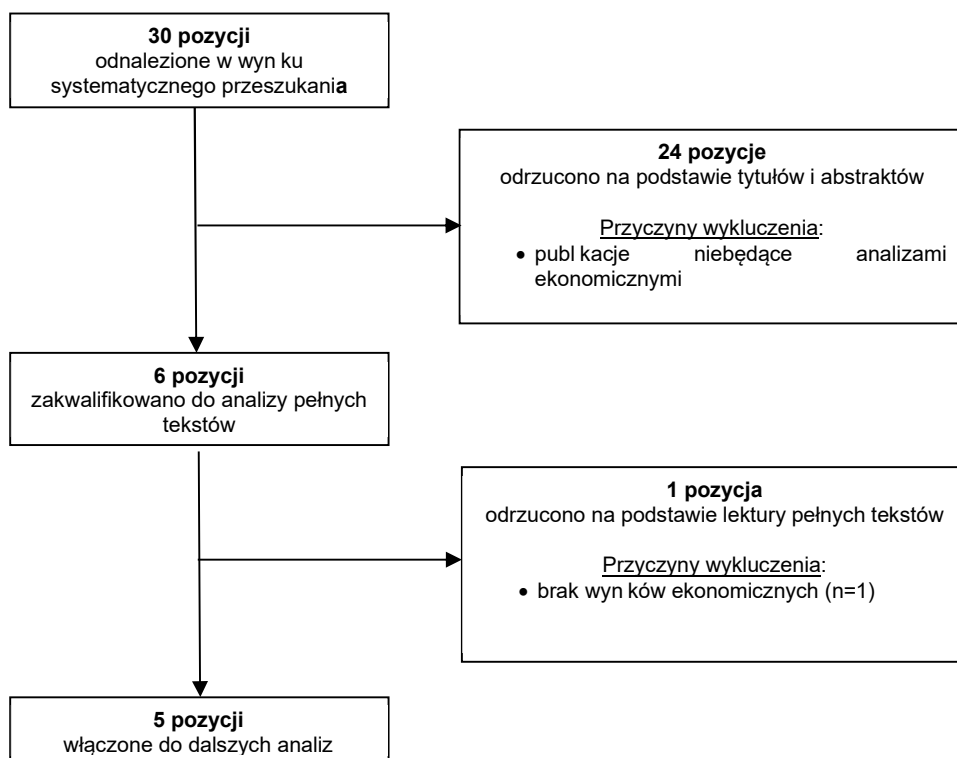 30 pozycji
odnalezione w wyn ku
systematycznego przeszukania
24 pozycje
odrzucono na podstawie tytułów i abstraktów
Przyczyny wykluczenia:
• publ kacje niebędące analizami
ekonomicznymi
6 pozycji
zakwalifikowano do analizy pełnych
tekstów
1 pozycja
odrzucono na podstawie lektury pełnych tekstów
Przyczyny wykluczenia:
• brak wyn ków ekonomicznych (n=1)
5 pozycji
włączone do dalszych analiz